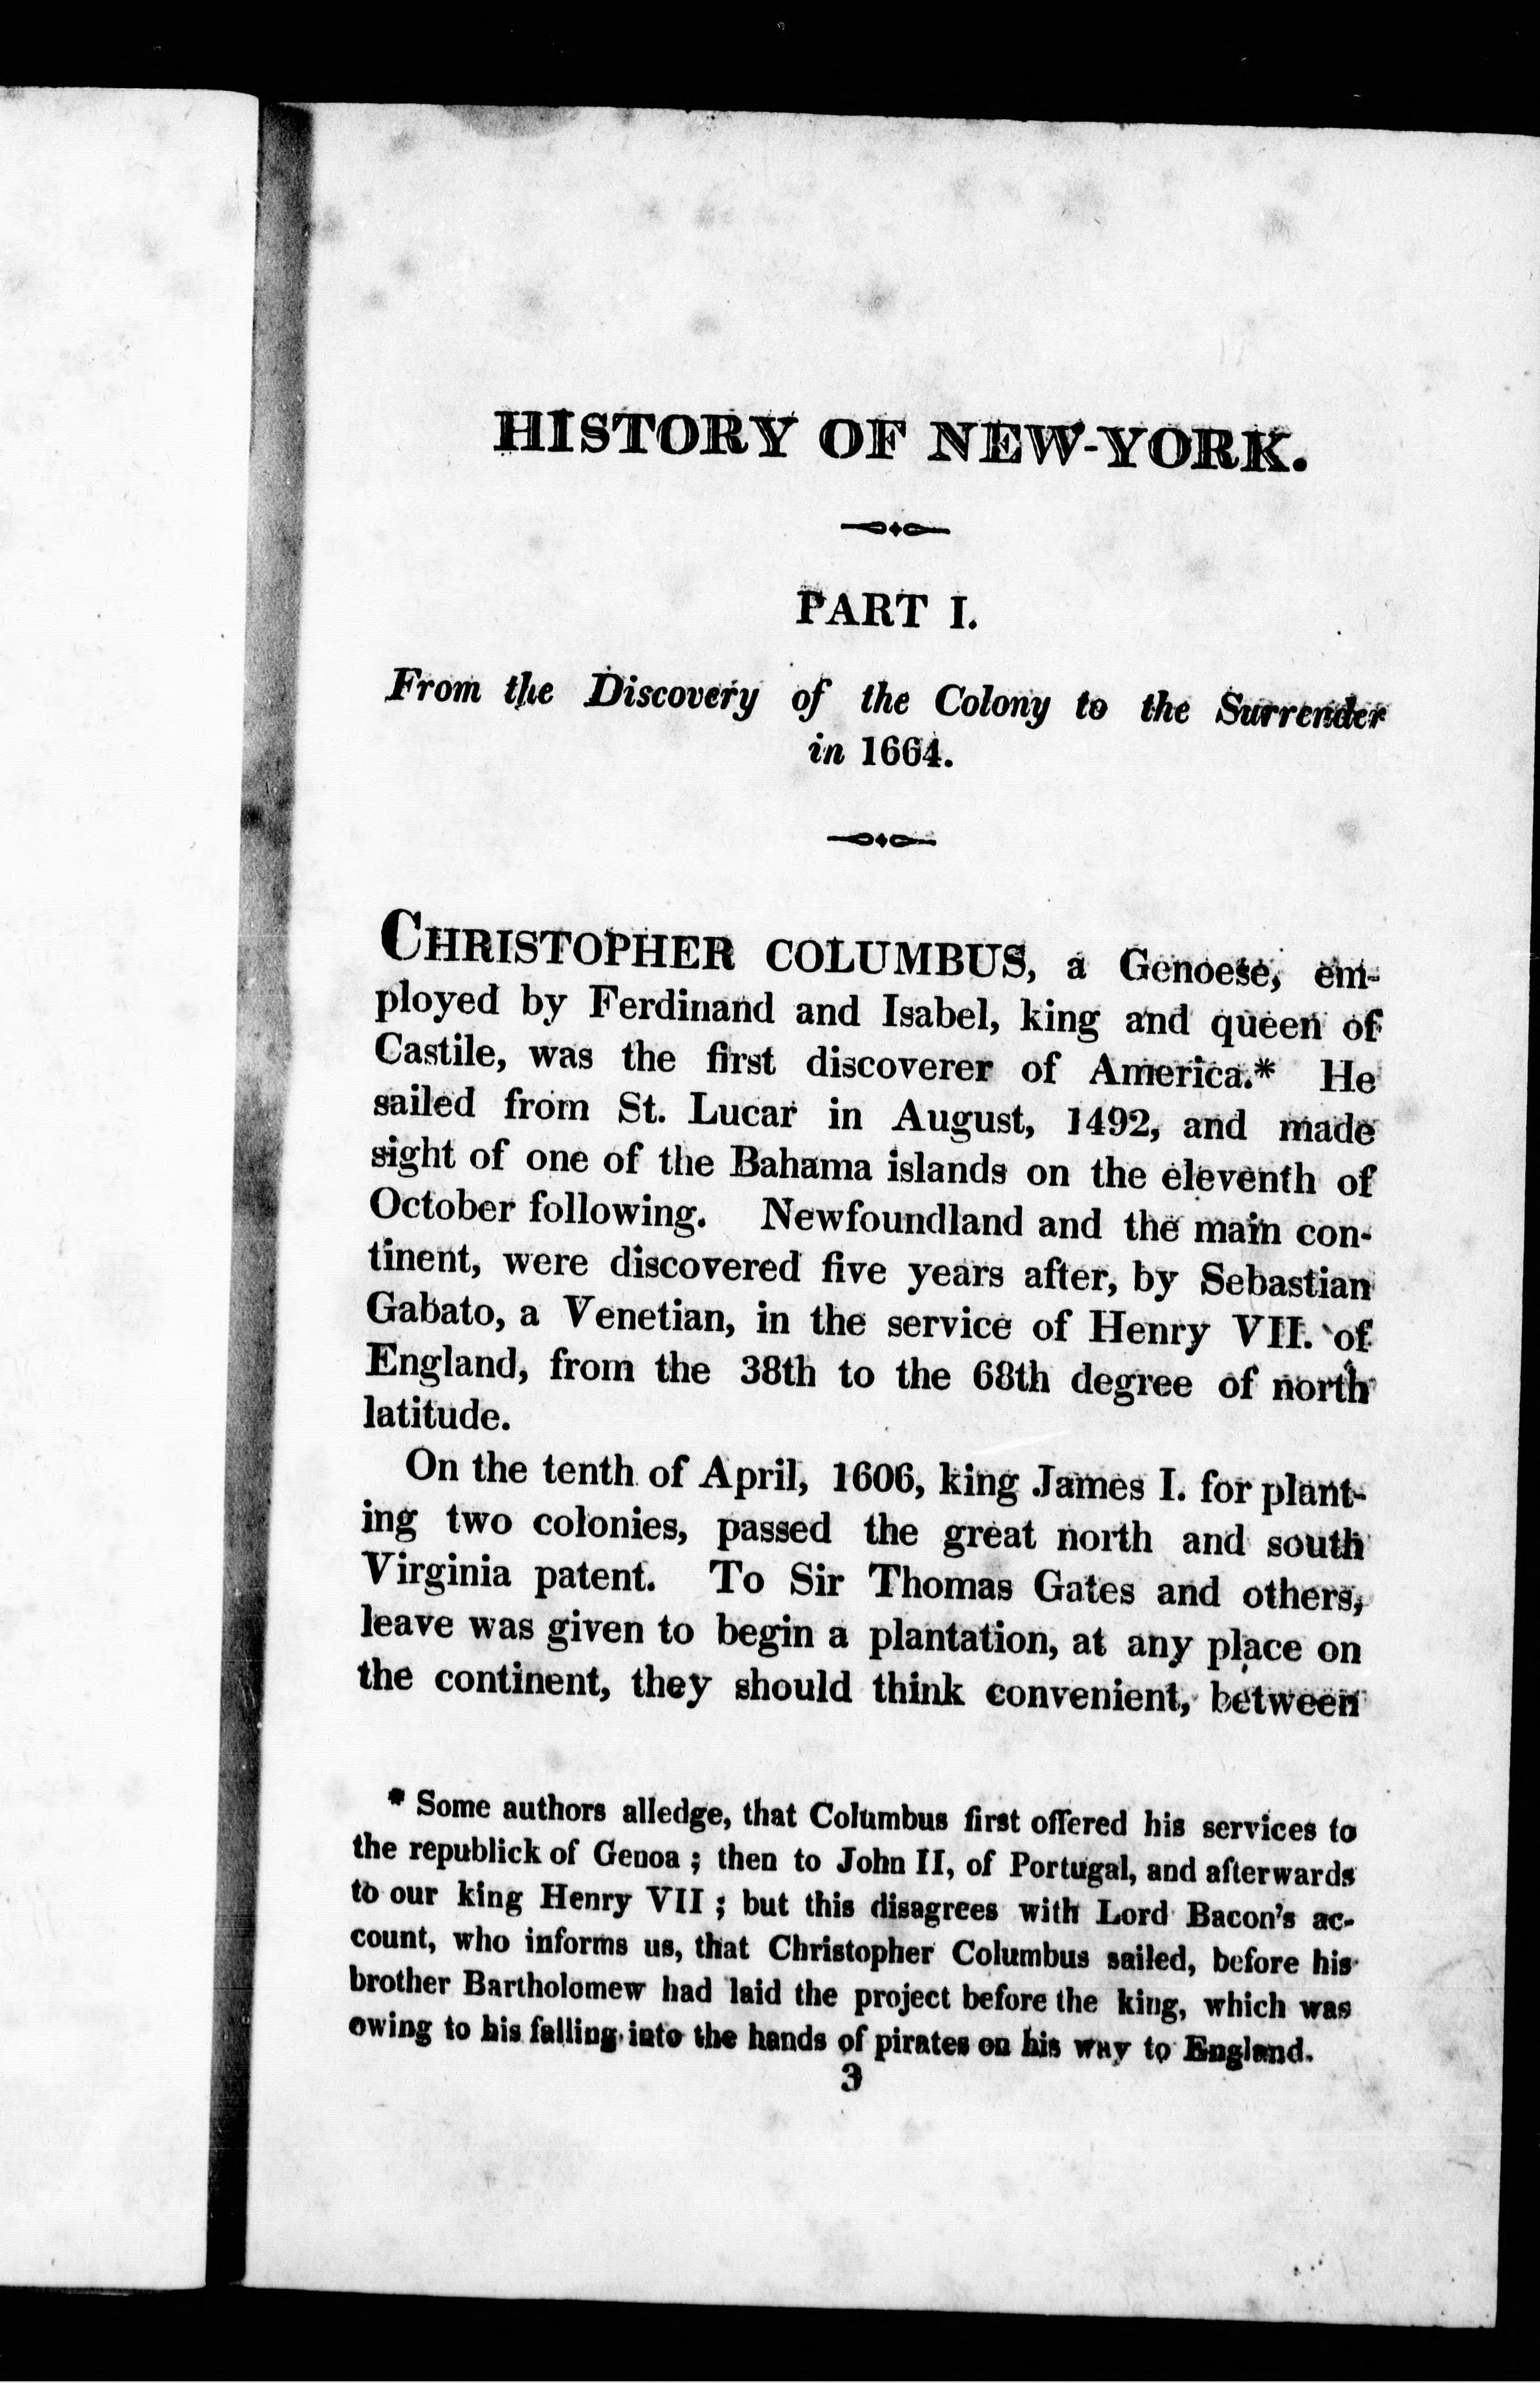 HISTORY OF NEW-YORK.
PART I.
From the Discovery of the Colony to the Surrender
in 1664.
CHRISTOPHER COLUMBUS, a Genoese, em-
ployed by Ferdinand and Isabel, king and queen of
Castile, was the first discoverer of America.* He
sailed from St. Lucar in August, 1492, and made
sight of one of the Bahama islands on the eleventh of
October following. Newfoundland and the main con-
tinent, were discovered five years after, by Sebastian
Gabato, a Venetian, in the service of Henry VII. of
England, from the 38th to the 68th degree of north
latitude.
On the tenth of April, 1606, king James I. for plant-
ing two colonies, passed the great north and south
Virginia patent. To Sir Thomas Gates and others,
leave was given to begin a plantation, at any place on
the continent, they should think convenient, between
* Some authors alledge, that Columbus first offered his services to
the republick of Genoa ; then to John II, of Portugal, and afterwards
to our king Henry VII ; but this disagrees with Lord Bacon's ac-
count, who informs us, that Christopher Columbus sailed, before his
brother Bartholomew had laid the project before the king, which was
owing to his falling into the hands of pirates on his way to England.
3